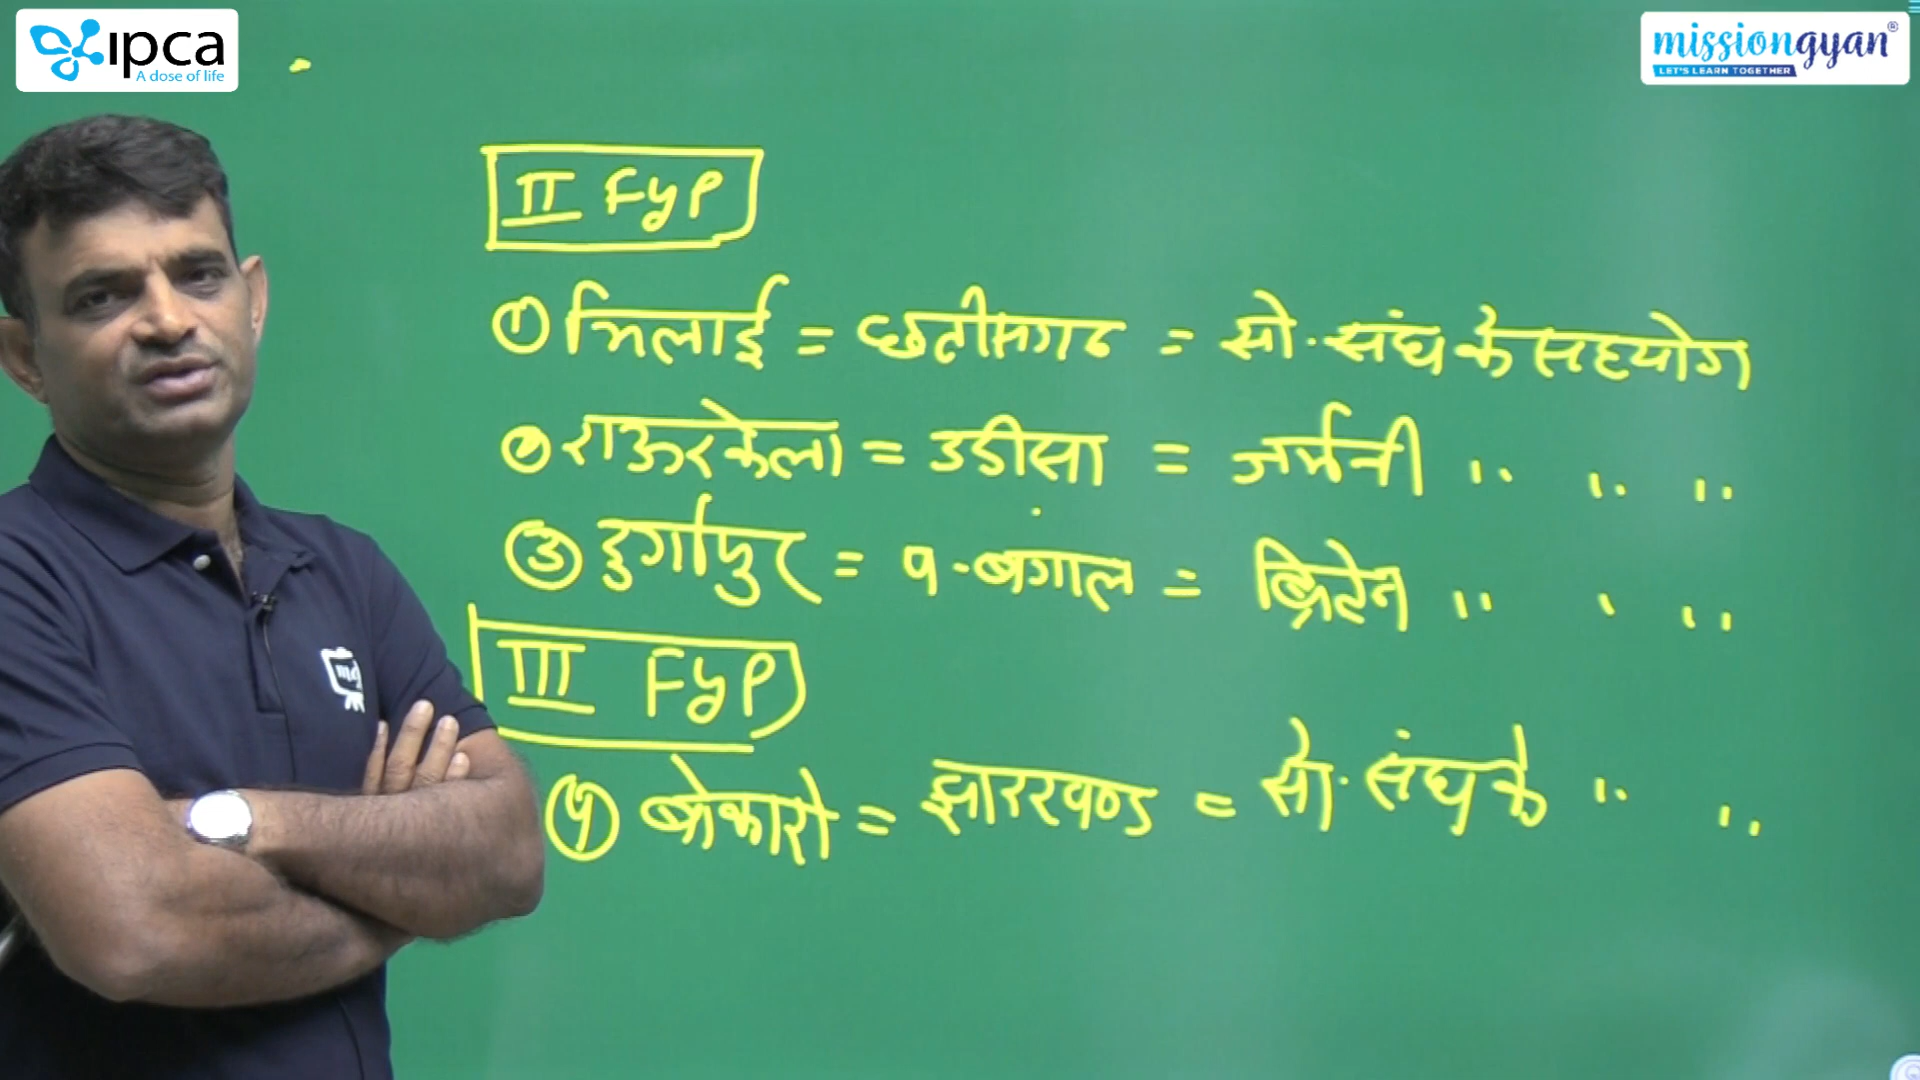 ipca
A dose of life
missiongyan®
LET'S LEARN TOGETHER
II FYP
① भिलाई = छत्तीसगढ = सो. संघ के सहयोग
② राऊरकेला = उडीसा = जर्मनी " " "
③ दुर्गापुर = प. बंगाल = ब्रिटेन " " "
III FYP
④ बोकारो = झारखण्ड = सो. संघ के " "